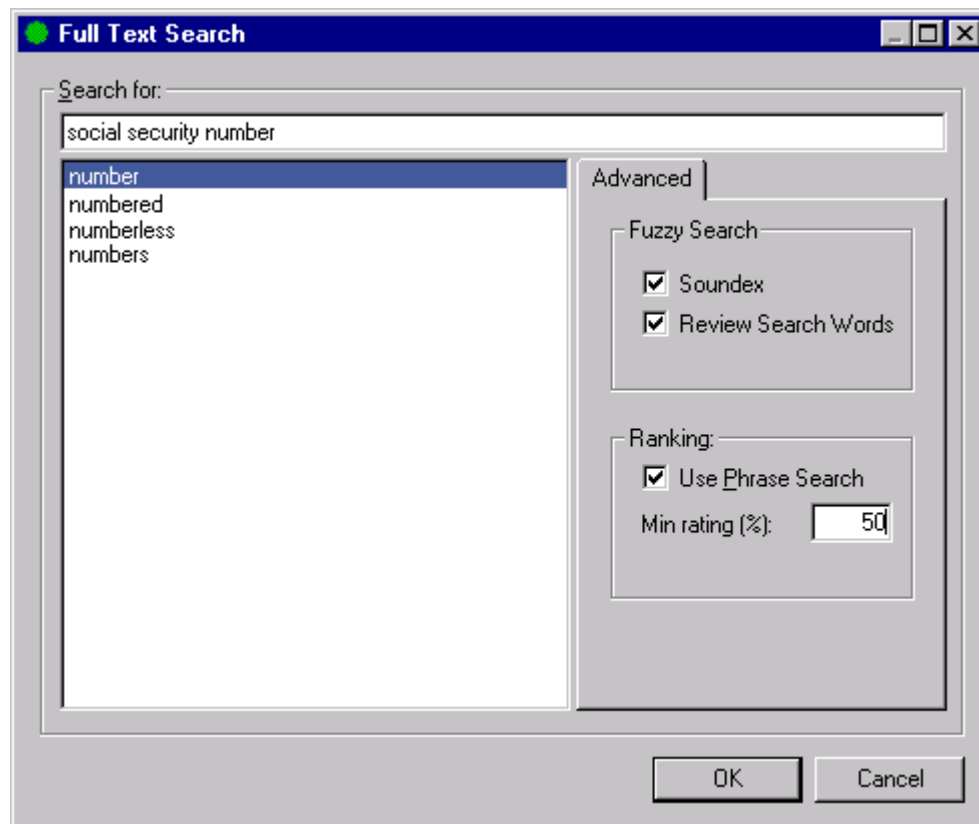 Full Text Search
Search for:
social security number
number
numbered
numberless
numbers
Advanced
Fuzzy Search
Soundex
Review Search Words
Ranking:
Use Phrase Search
Min rating (%): 50
OK Cancel